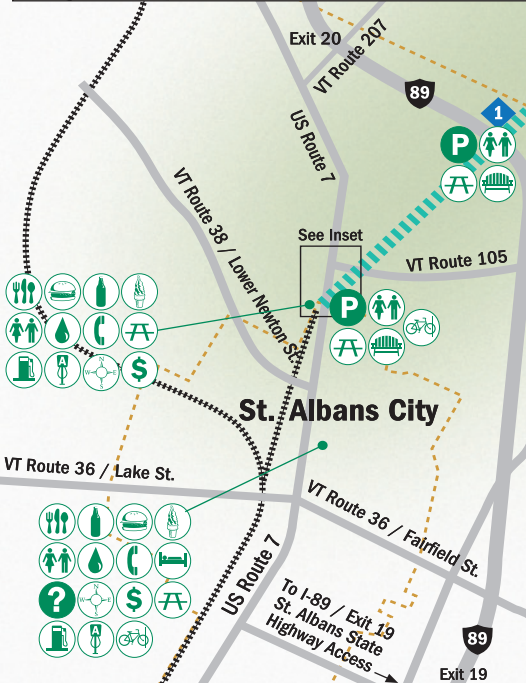 Exit 20
VT Route 207
89
1
US Route 7
P
VT Route 38 / Lower Newton St.
See Inset
VT Route 105
P
N
W E
S
A
$
St. Albans City
VT Route 36 / Lake St.
VT Route 36 / Fairfield St.
?
N
W E
S
$
A
US Route 7
To I-89 / Exit 19
St. Albans State
Highway Access
89
Exit 19